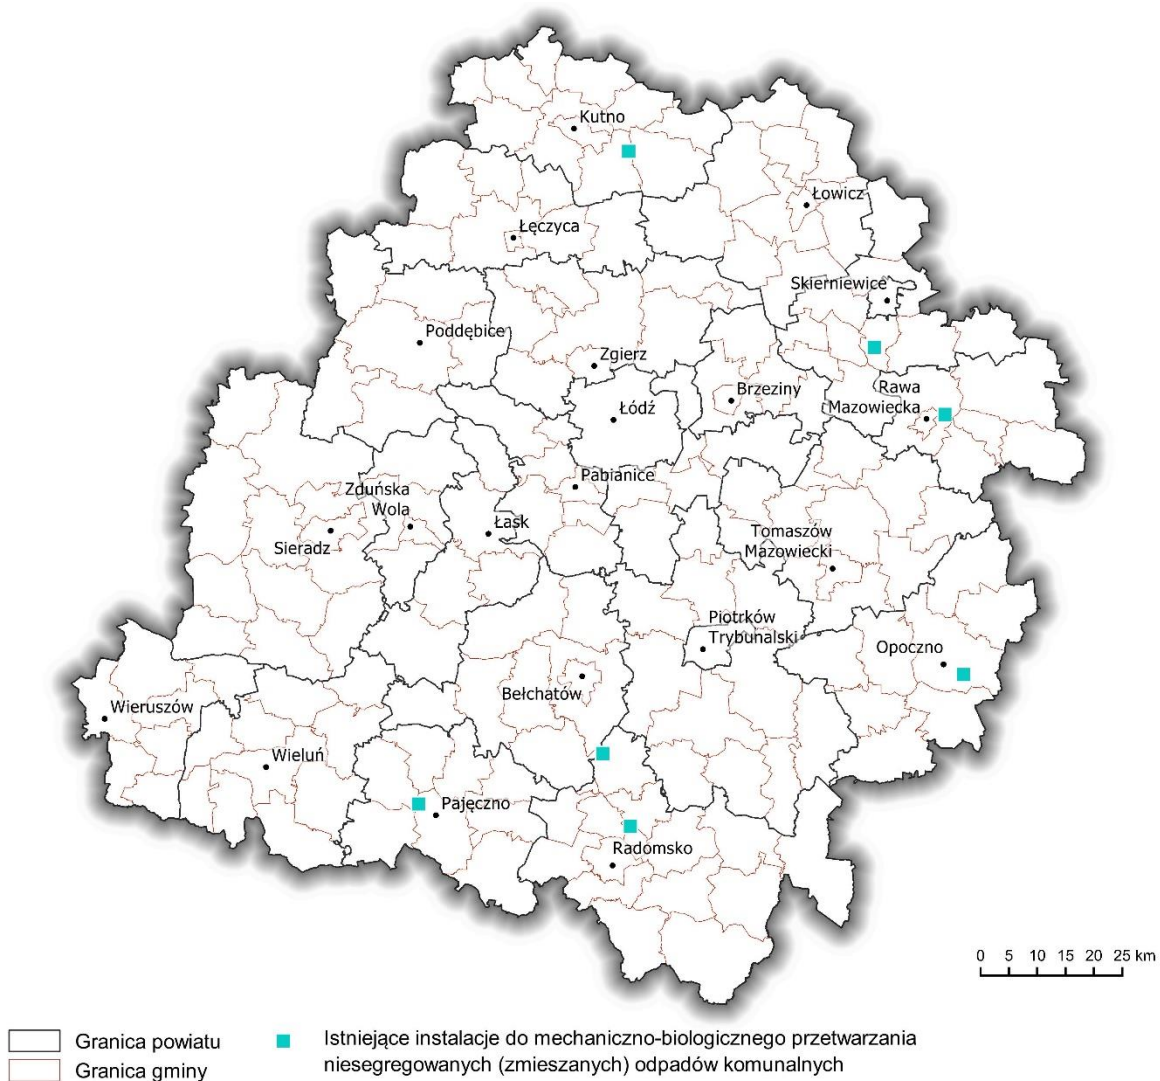 Kutno
Łowicz
Łęczyca
Skierniewice
Poddębice
Zgierz
Rawa
Mazowiecka
Brzeziny
Łódź
Pabianice
Zduńska
Wola
Łask
Sieradz
Tomaszów
Mazowiecki
Piotrków
Trybunalski
Opoczno
Bełchatów
Wieruszów
Wieluń
Pajęczno
Radomsko
0 5 10 15 20 25 km
Granica powiatu
Granica gminy
Istniejące instalacje do mechaniczno-biologicznego przetwarzania
niesegregowanych (zmieszanych) odpadów komunalnych